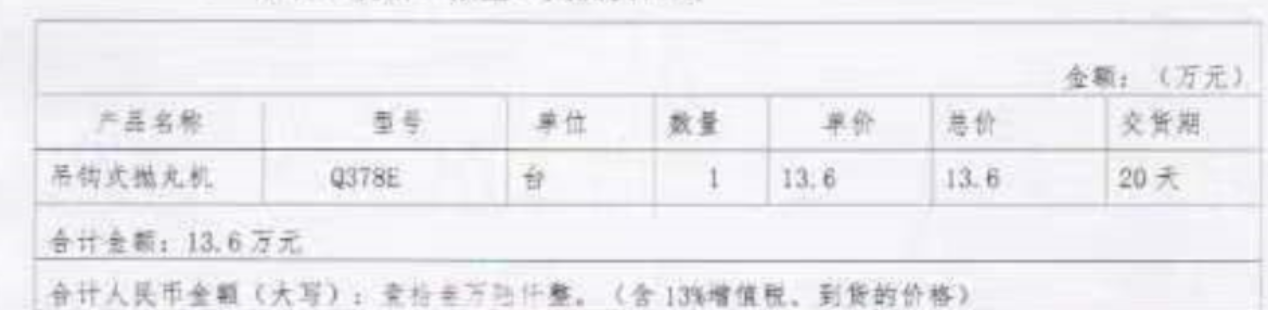 金额：（万元）
产品名称 型号 单位 数量 单价 总价 交货期
吊钩式抛丸机 Q378E 台 1 13.6 13.6 20天
合计金额：13.6万元
合计人民币金额（大写）：壹拾叁万陆仟整。（含13%增值税、到货的价格）